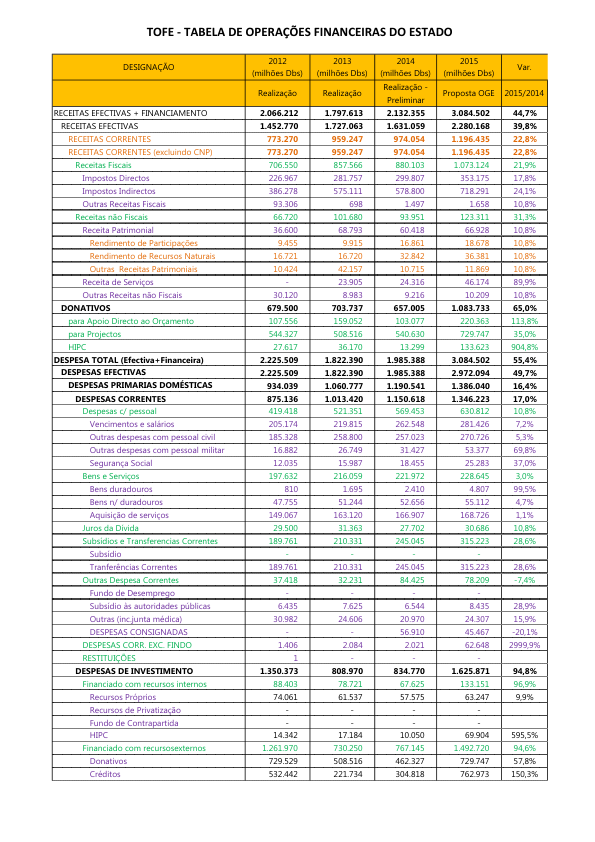 TOFE - TABELA DE OPERAÇÕES FINANCEIRAS DO ESTADO
DESIGNAÇÃO 2012 (milhões Dbs) 2013 (milhões Dbs) 2014 (milhões Dbs) 2015 (milhões Dbs) Var.
Realização Realização Realização - Preliminar Proposta OGE 2015/2014
RECEITAS EFECTIVAS + FINANCIAMENTO 2.066.212 1.797.613 2.132.355 3.084.502 44,7%
RECEITAS EFECTIVAS 1.452.770 1.727.063 1.631.059 2.280.168 39,8%
RECEITAS CORRENTES 773.270 959.247 974.054 1.196.435 22,8%
RECEITAS CORRENTES (excluindo CNP) 773.270 959.247 974.054 1.196.435 22,8%
Receitas Fiscais 706.550 857.566 880.103 1.073.124 21,9%
Impostos Directos 226.967 281.757 299.807 353.175 17,8%
Impostos Indirectos 386.278 575.111 578.800 718.291 24,1%
Outras Receitas Fiscais 93.306 698 1.497 1.658 10,8%
Receitas não Fiscais 66.720 101.680 93.951 123.311 31,3%
Receita Patrimonial 36.600 68.793 60.418 66.928 10,8%
Rendimento de Participações 9.455 9.915 16.861 18.678 10,8%
Rendimento de Recursos Naturais 16.721 16.720 32.842 36.381 10,8%
Outras Receitas Patrimoniais 10.424 42.157 10.715 11.869 10,8%
Receita de Serviços - 23.905 24.316 46.174 89,9%
Outras Receitas não Fiscais 30.120 8.983 9.216 10.209 10,8%
DONATIVOS 679.500 703.737 657.005 1.083.733 65,0%
para Apoio Directo ao Orçamento 107.556 159.052 103.077 220.363 113,8%
para Projectos 544.327 508.516 540.630 729.747 35,0%
HIPC 27.617 36.170 13.299 133.623 904,8%
DESPESA TOTAL (Efectiva+Financeira) 2.225.509 1.822.390 1.985.388 3.084.502 55,4%
DESPESAS EFECTIVAS 2.225.509 1.822.390 1.985.388 2.972.094 49,7%
DESPESAS PRIMARIAS DOMÉSTICAS 934.039 1.060.777 1.190.541 1.386.040 16,4%
DESPESAS CORRENTES 875.136 1.013.420 1.150.618 1.346.223 17,0%
Despesas c/ pessoal 419.418 521.351 569.453 630.812 10,8%
Vencimentos e salários 205.174 219.815 262.548 281.426 7,2%
Outras despesas com pessoal civil 185.328 258.800 257.023 270.726 5,3%
Outras despesas com pessoal militar 16.882 26.749 31.427 53.377 69,8%
Segurança Social 12.035 15.987 18.455 25.283 37,0%
Bens e Serviços 197.632 216.059 221.972 228.645 3,0%
Bens duradouros 810 1.695 2.410 4.807 99,5%
Bens n/ duradouros 47.755 51.244 52.656 55.112 4,7%
Aquisição de serviços 149.067 163.120 166.907 168.726 1,1%
Juros da Dívida 29.500 31.363 27.702 30.686 10,8%
Subsídios e Transferencias Correntes 189.761 210.331 245.045 315.223 28,6%
Subsídio - - - -
Tranferências Correntes 189.761 210.331 245.045 315.223 28,6%
Outras Despesa Correntes 37.418 32.231 84.425 78.209 -7,4%
Fundo de Desemprego - - - -
Subsídio às autoridades públicas 6.435 7.625 6.544 8.435 28,9%
Outras (inc.junta médica) 30.982 24.606 20.970 24.307 15,9%
DESPESAS CONSIGNADAS - - 56.910 45.467 -20,1%
DESPESAS CORR. EXC. FINDO 1.406 2.084 2.021 62.648 2999,9%
RESTITUIÇÕES 1 - - -
DESPESAS DE INVESTIMENTO 1.350.373 808.970 834.770 1.625.871 94,8%
Financiado com recursos internos 88.403 78.721 67.625 133.151 96,9%
Recursos Próprios 74.061 61.537 57.575 63.247 9,9%
Recursos de Privatização - - - -
Fundo de Contrapartida - - - -
HIPC 14.342 17.184 10.050 69.904 595,5%
Financiado com recursosexternos 1.261.970 730.250 767.145 1.492.720 94,6%
Donativos 729.529 508.516 462.327 729.747 57,8%
Créditos 532.442 221.734 304.818 762.973 150,3%